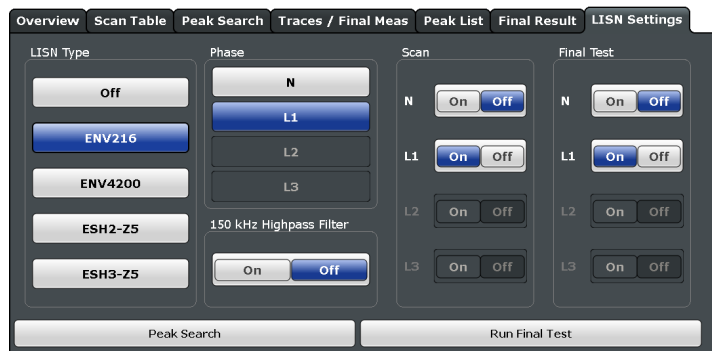 Overview Scan Table Peak Search Traces / Final Meas Peak List Final Result LISN Settings
LISN Type
Off
ENV216
ENV4200
ESH2-Z5
ESH3-Z5
Phase
N
L1
L2
L3
150 kHz Highpass Filter
On Off
Scan
N On Off
L1 On Off
L2 On Off
L3 On Off
Final Test
N On Off
L1 On Off
L2 On Off
L3 On Off
Peak Search Run Final Test